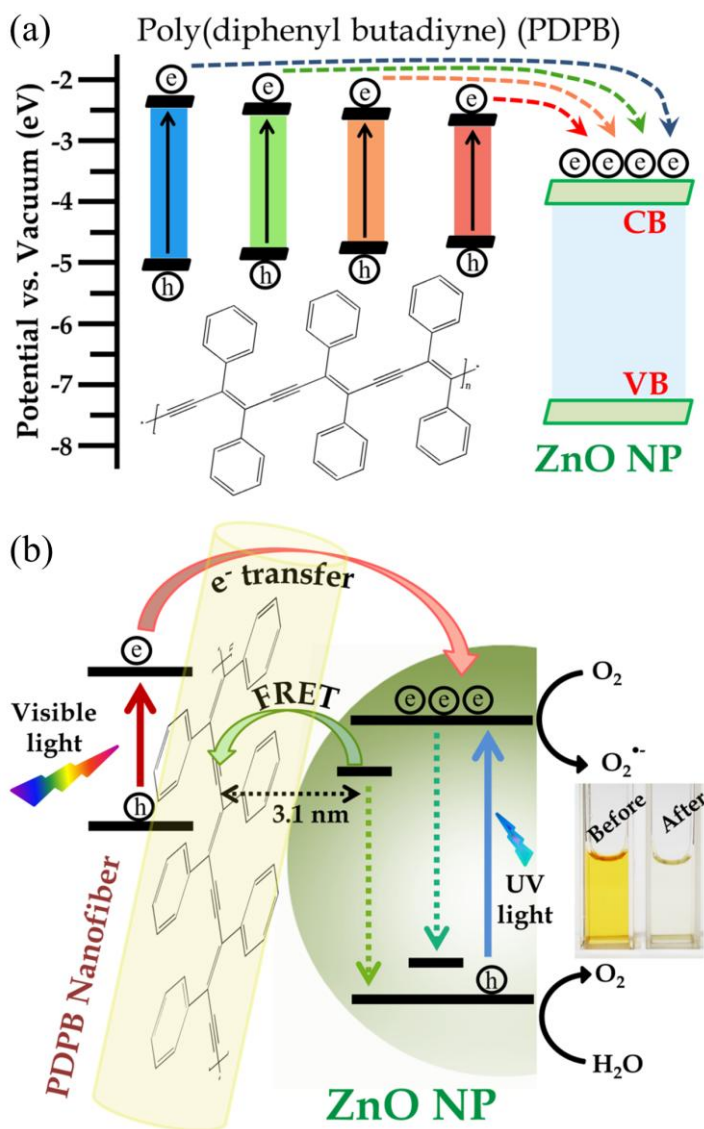 (a)
Poly(diphenyl butadiyne) (PDPB)
Potential vs. Vacuum (eV)
-2
-3
-4
-5
-6
-7
-8
e
e
e
e
h
h
h
h
e e e e
CB
VB
n
ZnO NP
(b)
e⁻ transfer
e
Visible
light
h
FRET
3.1 nm
e e e
UV
light
h
O₂
O₂•⁻
Before
After
O₂
H₂O
PDPB Nanofiber
ZnO NP